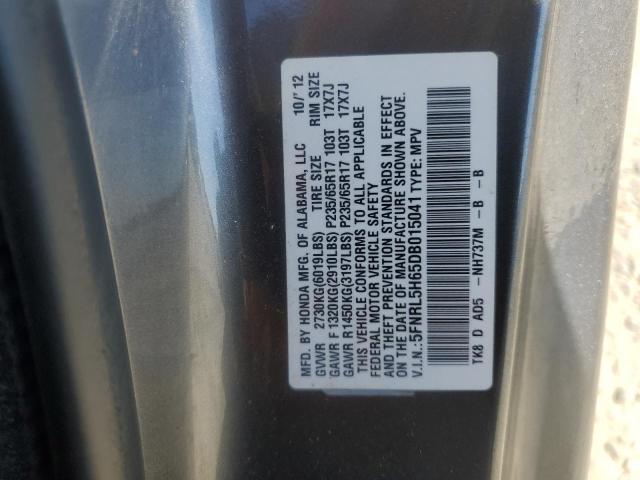 MFD. BY HONDA MFG. OF ALABAMA, LLC 10/'12
GVWR 2730KG(6019LBS) TIRE SIZE RIM SIZE
GAWR F 1320KG(2910LBS) P235/65R17 103T 17X7J
GAWR R 1450KG(3197LBS) P235/65R17 103T 17X7J
THIS VEHICLE CONFORMS TO ALL APPLICABLE
FEDERAL MOTOR VEHICLE SAFETY
AND THEFT PREVENTION STANDARDS IN EFFECT
ON THE DATE OF MANUFACTURE SHOWN ABOVE.
V.I.N.: 5FNRL5H65DB015041 TYPE: MPV
TK8 D AD5 -NH737M -B -B